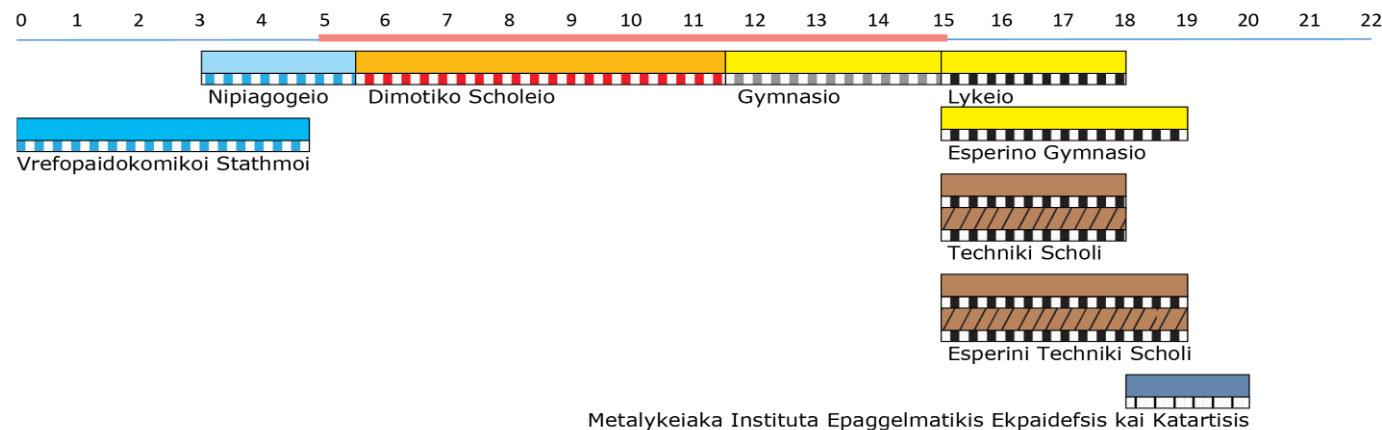 0 1 2 3 4 5 6 7 8 9 10 11 12 13 14 15 16 17 18 19 20 21 22
Nipiagogeio Dimotiko Scholeio Gymnasio Lykeio
Esperino Gymnasio
Vrefopaidokomikoi Stathmoi
Techniki Scholi
Esperini Techniki Scholi
Metalykeiaka Instituta Epaggelmatikis Ekpaidefsis kai Katartisis